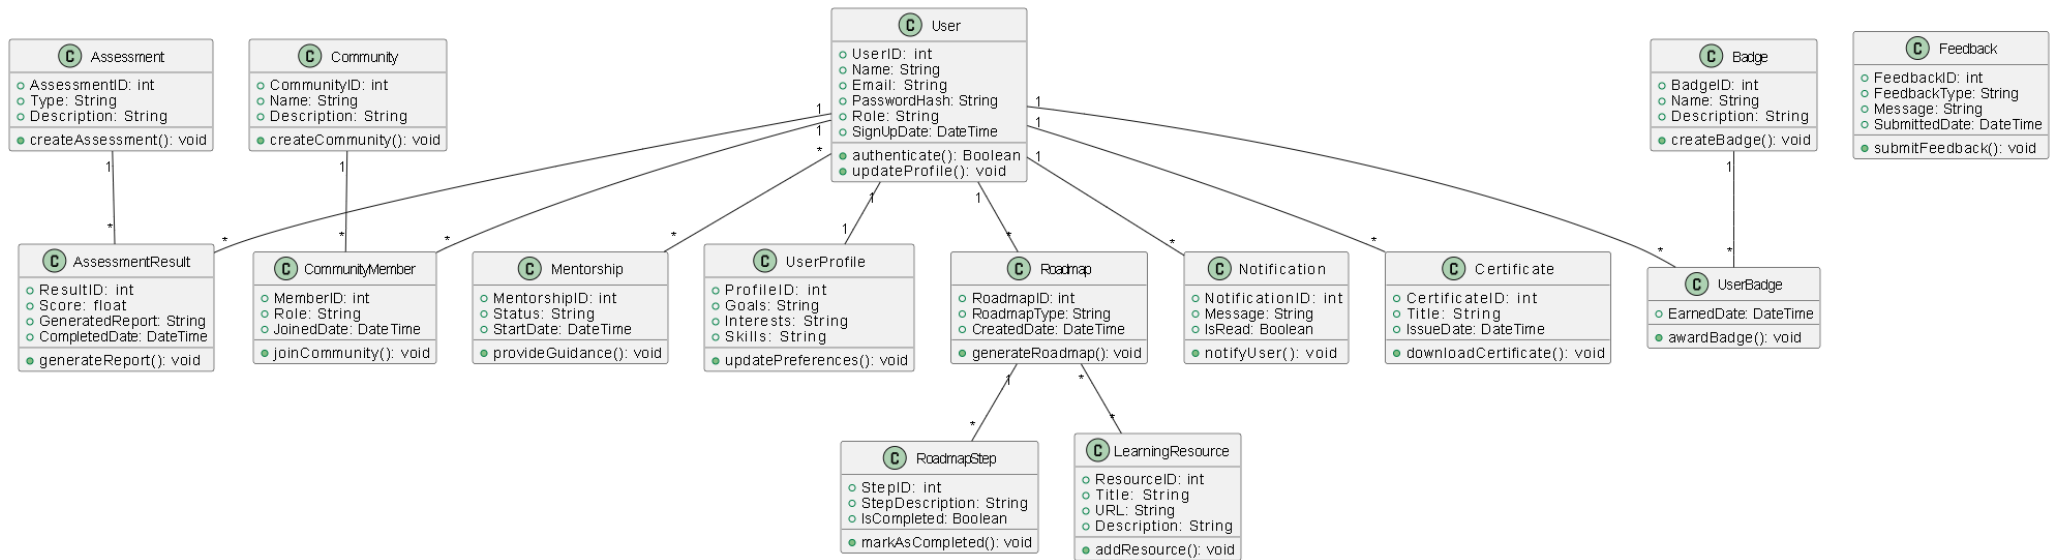 C Assessment
AssessmentID: int
Type: String
Description: String
createAssessment(): void
C Community
CommunityID: int
Name: String
Description: String
createCommunity(): void
C User
UserID: int
Name: String
Email: String
PasswordHash: String
Role: String
SignUpDate: DateTime
authenticate(): Boolean
updateProfile(): void
C Badge
BadgeID: int
Name: String
Description: String
createBadge(): void
C Feedback
FeedbackID: int
FeedbackType: String
Message: String
SubmittedDate: DateTime
submitFeedback(): void
1
1
1
1
*
1
1
1
1
1
1
*
*
*
*
*
1
*
*
*
*
*
C AssessmentResult
ResultID: int
Score: float
GeneratedReport: String
CompletedDate: DateTime
generateReport(): void
C CommunityMember
MemberID: int
Role: String
JoinedDate: DateTime
joinCommunity(): void
C Mentorship
MentorshipID: int
Status: String
StartDate: DateTime
provideGuidance(): void
C UserProfile
ProfileID: int
Goals: String
Interests: String
Skills: String
updatePreferences(): void
C Roadmap
RoadmapID: int
RoadmapType: String
CreatedDate: DateTime
generateRoadmap(): void
C Notification
NotificationID: int
Message: String
IsRead: Boolean
notifyUser(): void
C Certificate
CertificateID: int
Title: String
IssueDate: DateTime
downloadCertificate(): void
C UserBadge
EarnedDate: DateTime
awardBadge(): void
1
*
*
*
C RoadmapStep
StepID: int
StepDescription: String
IsCompleted: Boolean
markAsCompleted(): void
C LearningResource
ResourceID: int
Title: String
URL: String
Description: String
addResource(): void